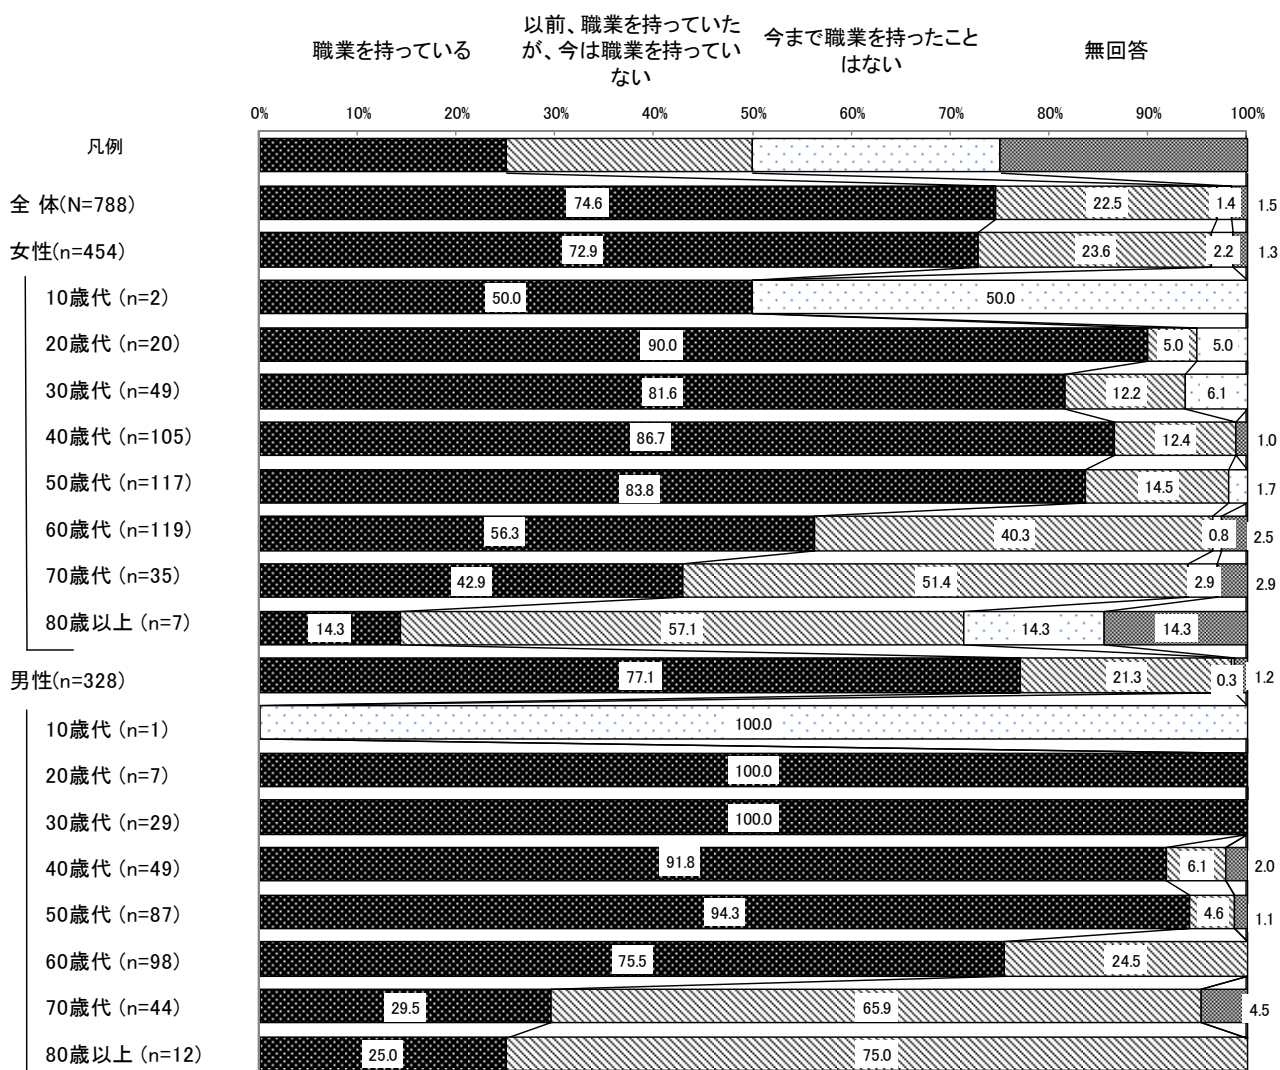 職業を持っている
以前、職業を持っていた
が、今は職業を持ってい
ない
今まで職業を持ったこと
はない
無回答
0% 10% 20% 30% 40% 50% 60% 70% 80% 90% 100%
凡例
全 体(N=788) 74.6 22.5 1.4 1.5
女性(n=454) 72.9 23.6 2.2 1.3
10歳代 (n=2) 50.0 50.0
20歳代 (n=20) 90.0 5.0 5.0
30歳代 (n=49) 81.6 12.2 6.1
40歳代 (n=105) 86.7 12.4 1.0
50歳代 (n=117) 83.8 14.5 1.7
60歳代 (n=119) 56.3 40.3 0.8 2.5
70歳代 (n=35) 42.9 51.4 2.9 2.9
80歳以上 (n=7) 14.3 57.1 14.3 14.3
男性(n=328) 77.1 21.3 0.3 1.2
10歳代 (n=1) 100.0
20歳代 (n=7) 100.0
30歳代 (n=29) 100.0
40歳代 (n=49) 91.8 6.1 2.0
50歳代 (n=87) 94.3 4.6 1.1
60歳代 (n=98) 75.5 24.5
70歳代 (n=44) 29.5 65.9 4.5
80歳以上 (n=12) 25.0 75.0